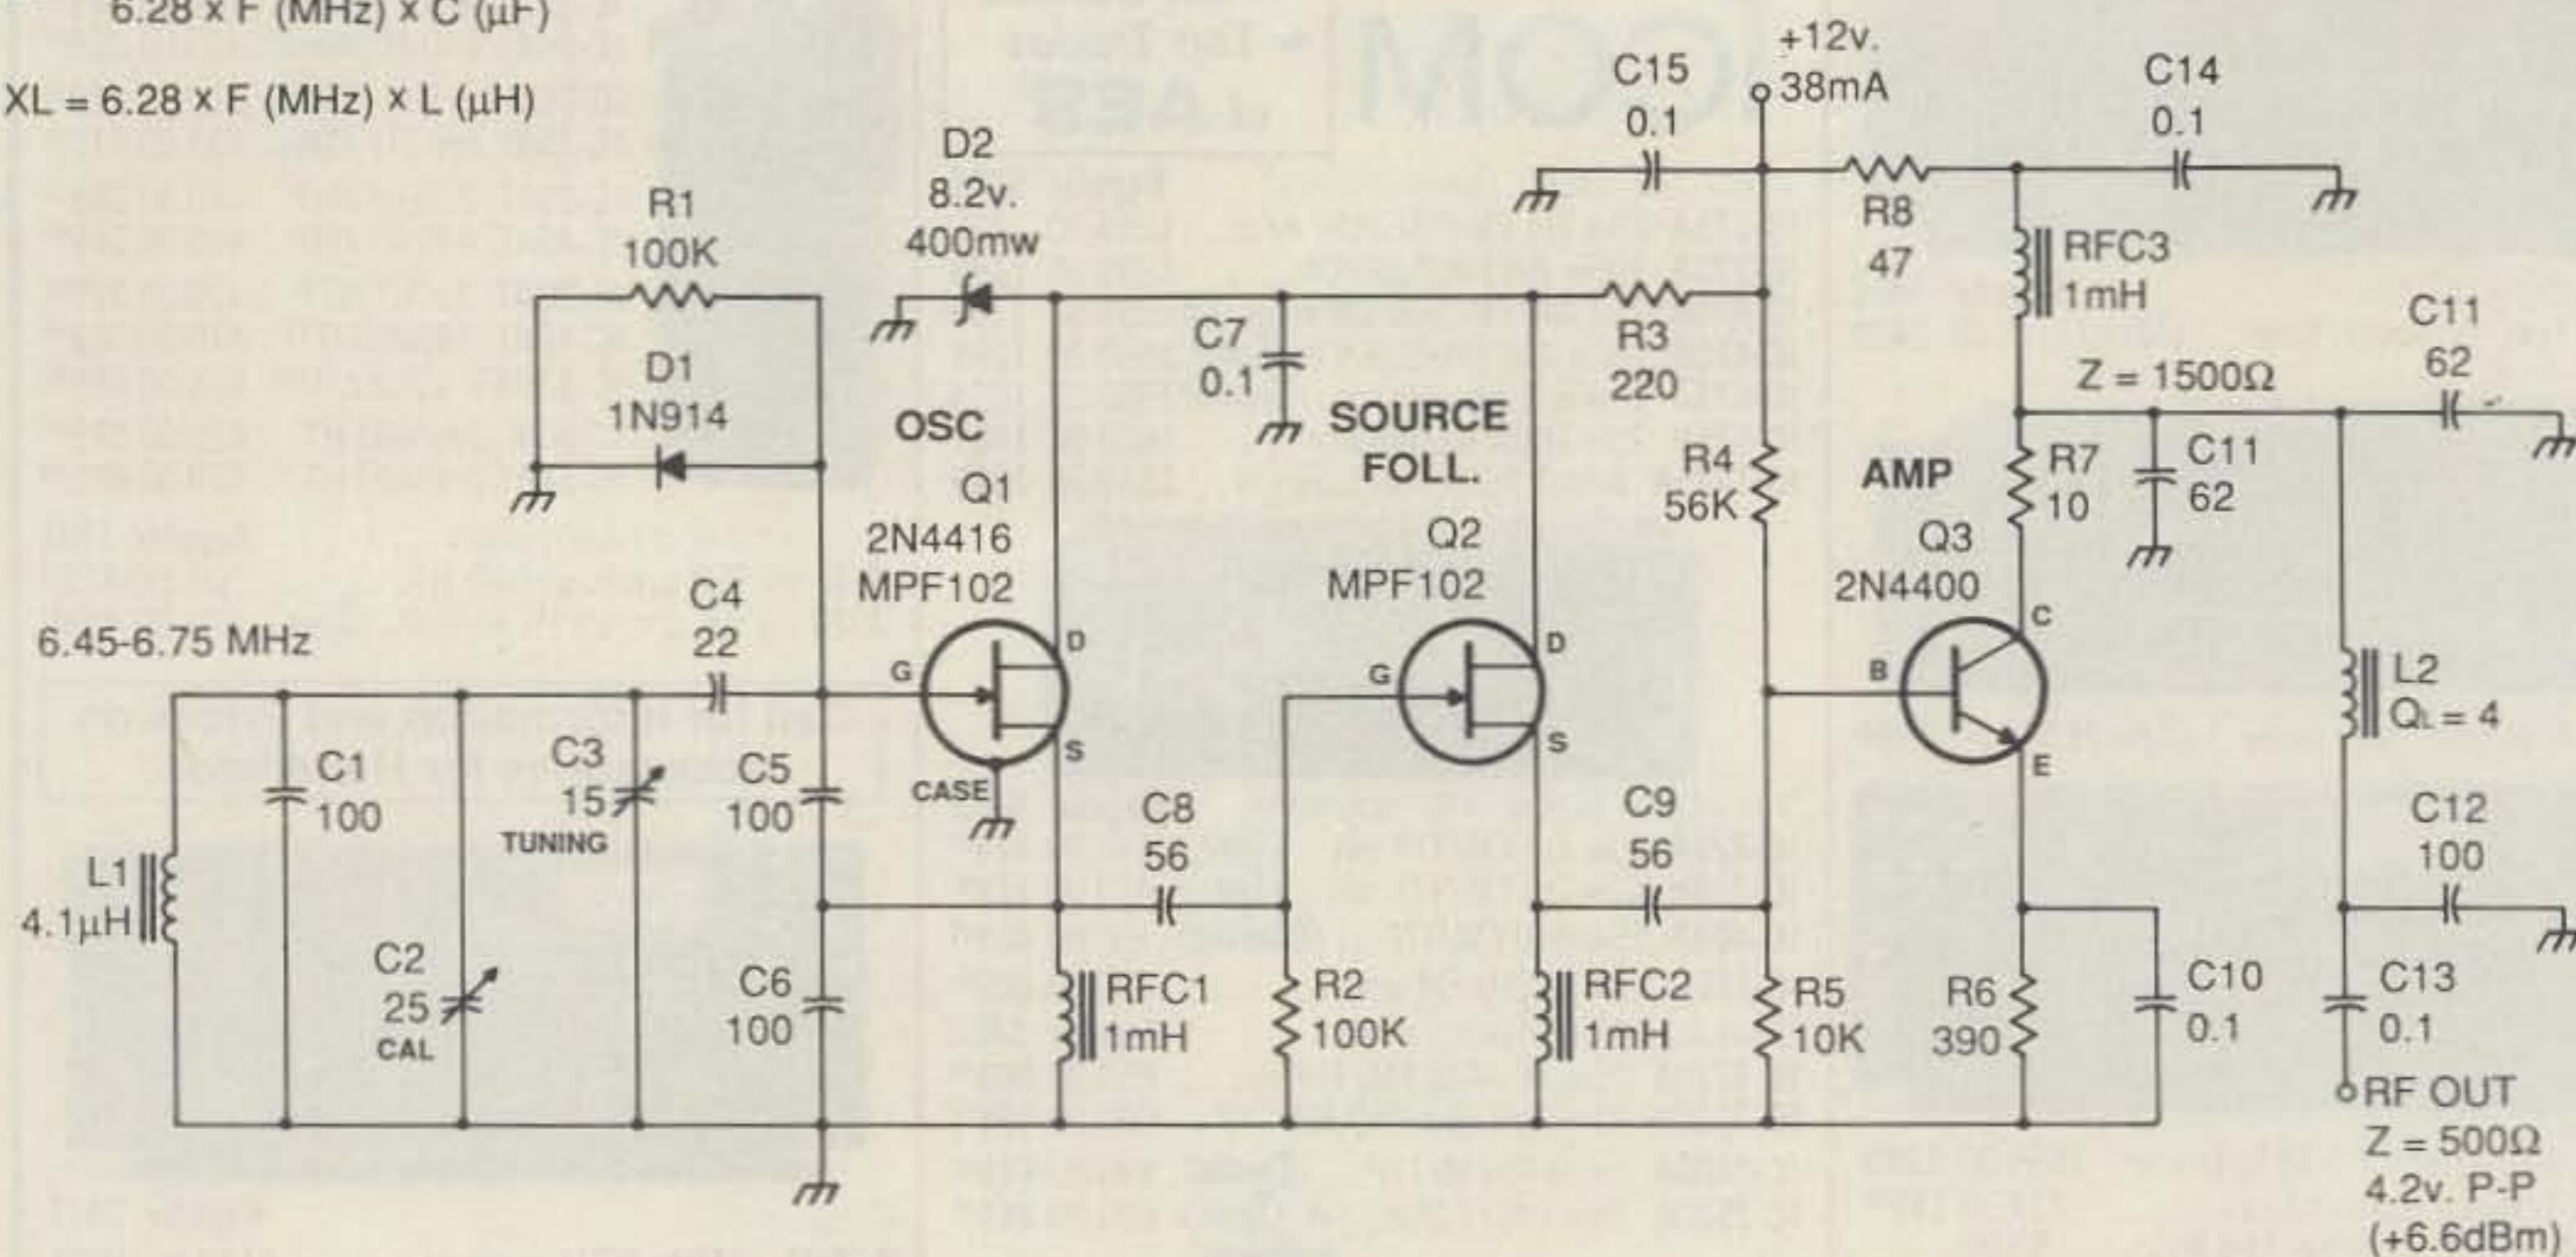 6.28 x F (MHz) x C (µF)
XL = 6.28 x F (MHz) x L (µH)
+12v.
38mA
C15
0.1
C14
0.1
D2
8.2v.
400mw
R1
100K
R8
47
RFC3
1mH
C7
0.1
R3
220
C11
62
Z = 1500Ω
D1
1N914
OSC
SOURCE
FOLL.
Q1
2N4416
MPF102
Q2
MPF102
R4
56K
AMP
Q3
2N4400
R7
10
C11
62
6.45-6.75 MHz
C4
22
G
D
S
CASE
G
D
S
B
C
E
L2
QL = 4
C1
100
C3
15
TUNING
C5
100
C8
56
C9
56
C12
100
L1
4.1µH
C2
25
CAL
C6
100
RFC1
1mH
R2
100K
RFC2
1mH
R5
10K
R6
390
C10
0.1
C13
0.1
RF OUT
Z = 500Ω
4.2v. P-P
(+6.6dBm)